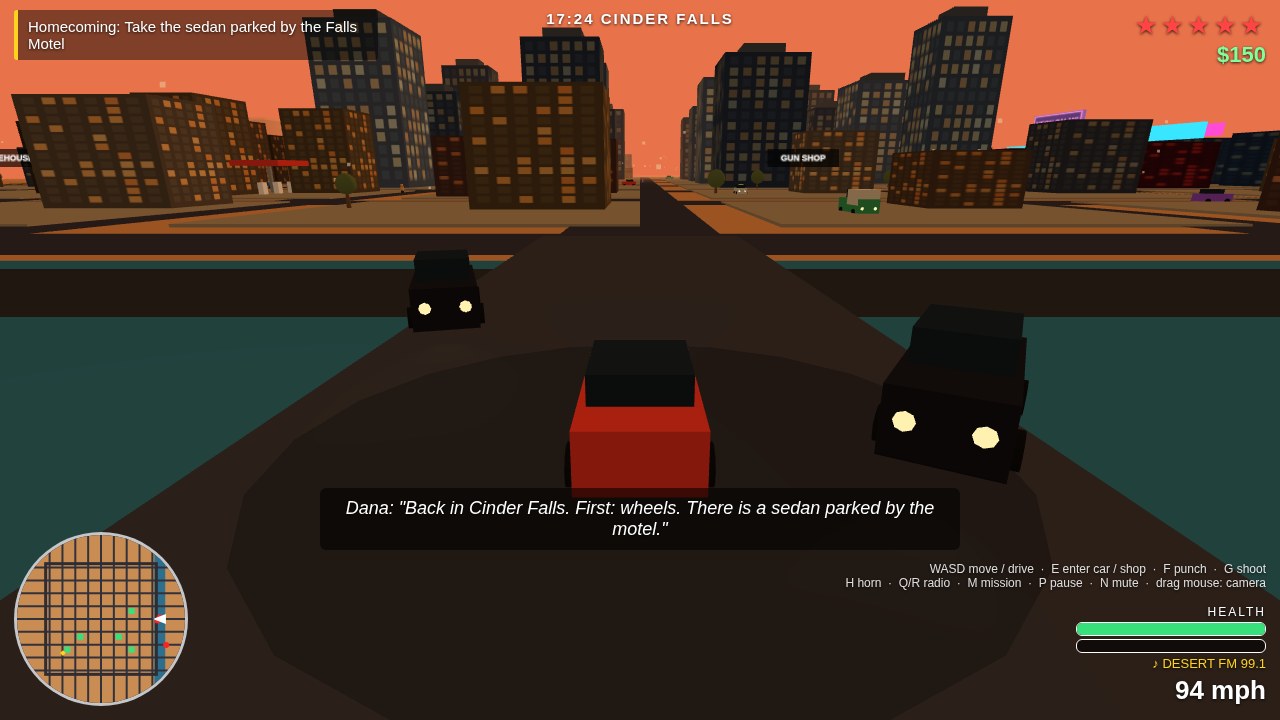 Homecoming: Take the sedan parked by the Falls
Motel
17:24 CINDER FALLS
$150
GUN SHOP
Dana: "Back in Cinder Falls. First: wheels. There is a sedan parked by the
motel."
WASD move / drive · E enter car / shop · F punch · G shoot
H horn · Q/R radio · M mission · P pause · N mute · drag mouse: camera
HEALTH
♪ DESERT FM 99.1
94 mph